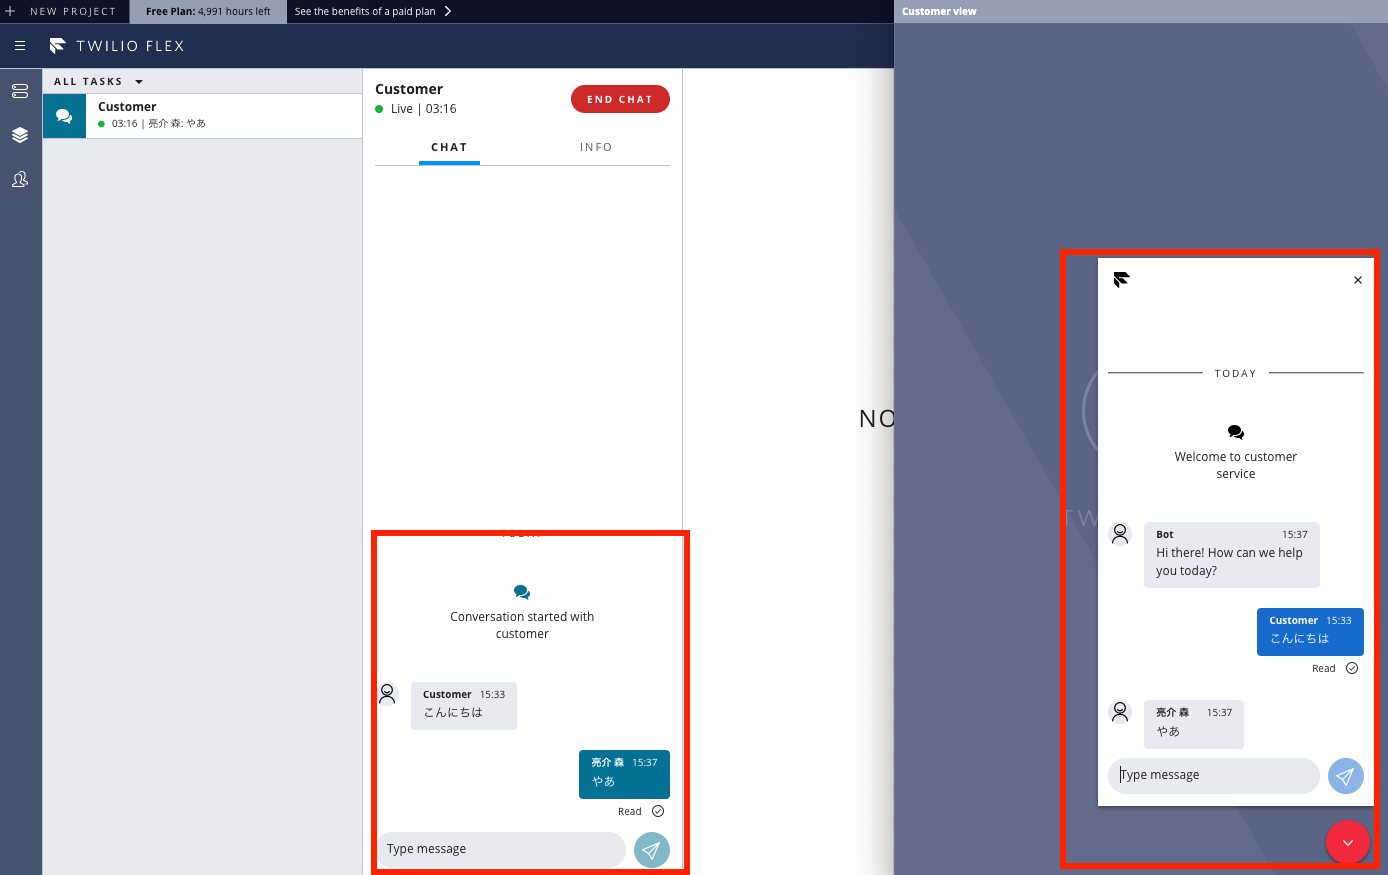 NEW PROJECT
Free Plan: 4,991 hours left
See the benefits of a paid plan
Customer view
TWILIO FLEX
ALL TASKS
Customer
03:16 | 亮介 森: やあ
Customer
Live | 03:16
END CHAT
CHAT
INFO
NO
TODAY
Conversation started with
customer
Customer 15:33
こんにちは
亮介 森 15:37
やあ
Read
Type message
TW
TODAY
Welcome to customer
service
Bot 15:37
Hi there! How can we help
you today?
Customer 15:33
こんにちは
Read
亮介 森 15:37
やあ
Type message